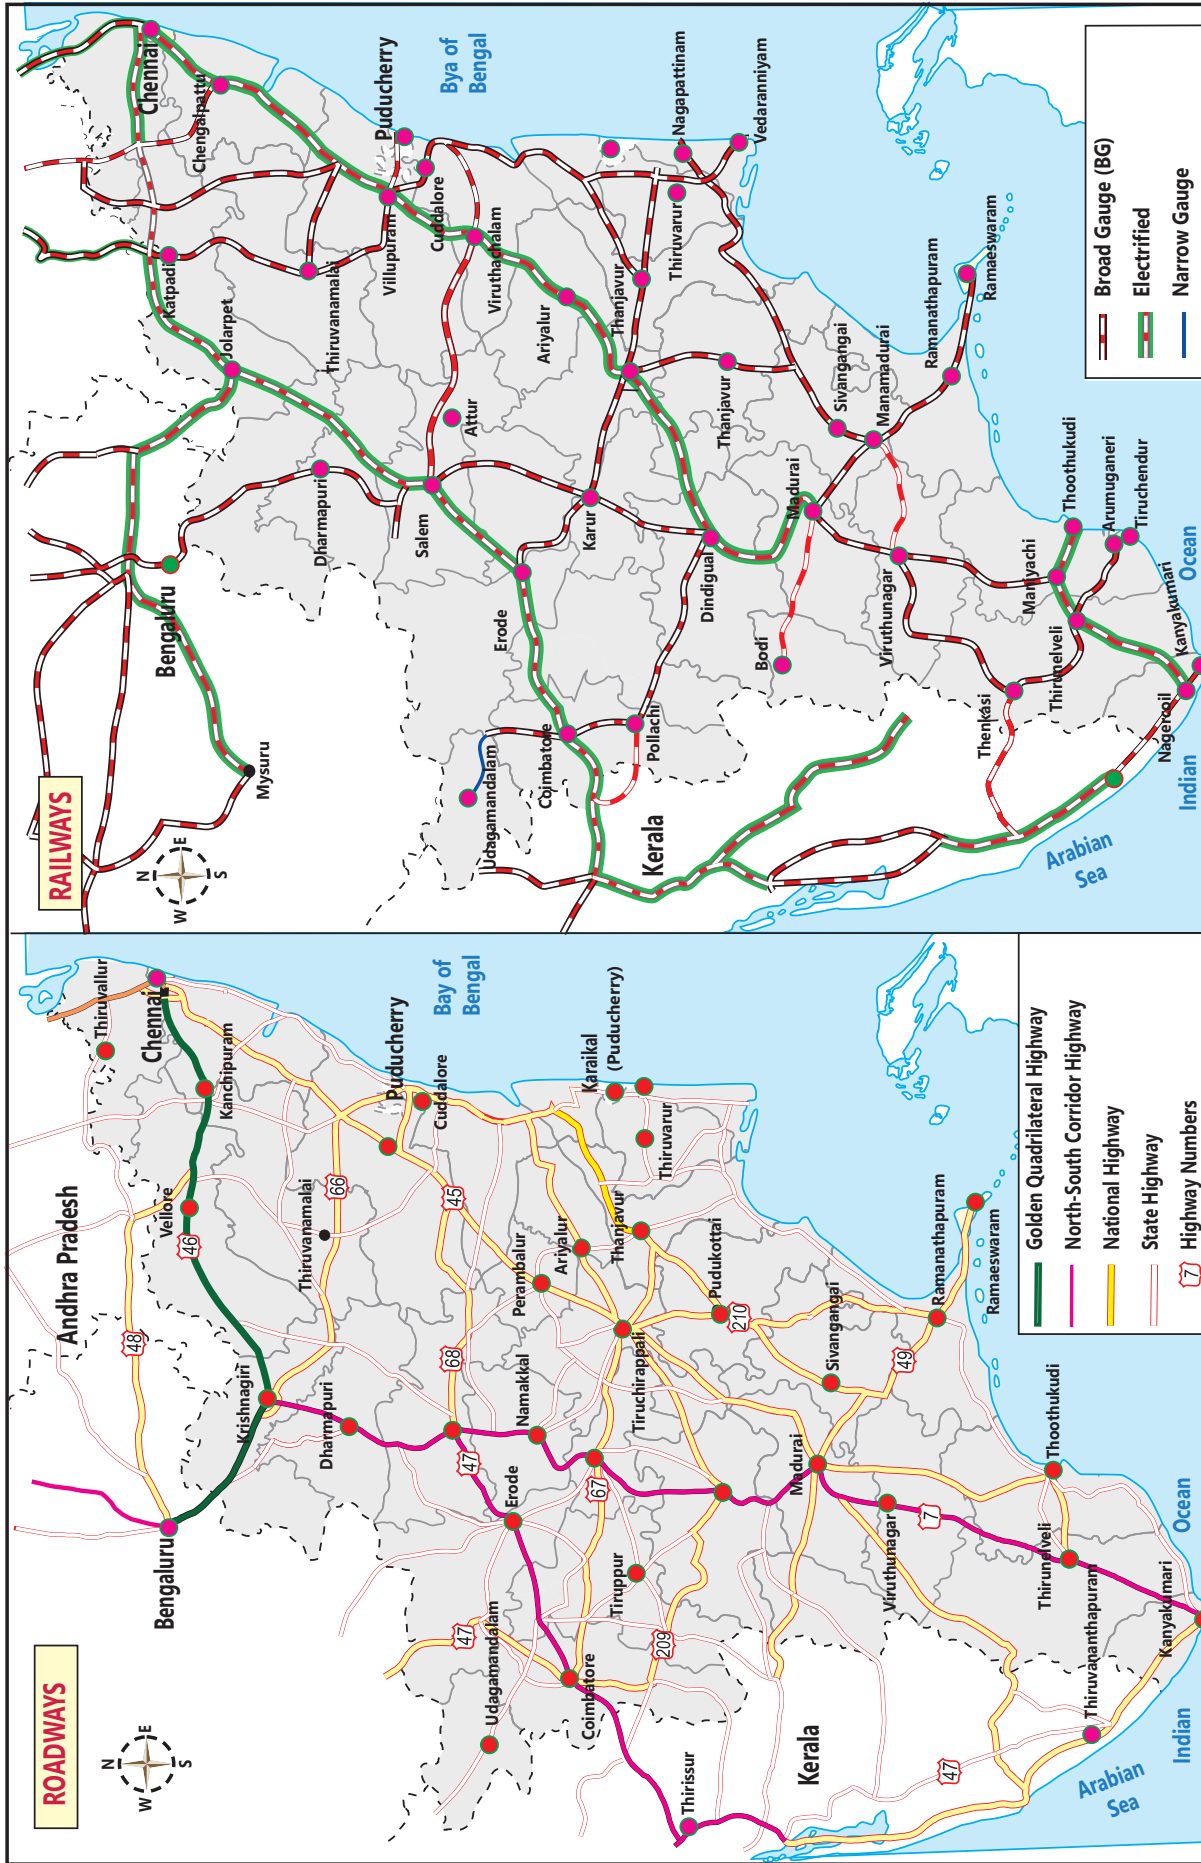 ROADWAYS
N
E
S
W
Andhra Pradesh
Thiruvallur
Chennai
Kanchipuram
Vellore
46
48
Bengaluru
Krishnagiri
Dharmapuri
Thiruvanamalai
66
Puducherry
Cuddalore
Bay of
Bengal
45
68
47
Erode
Namakkal
Perambalur
Ariyalur
Thanjavur
Karaikal
(Puducherry)
Thiruvarur
47
Udagamandalam
Coimbatore
Tiruppur
67
209
Tiruchirappali
Pudukottai
210
Sivangangai
49
Ramanathapuram
Ramaeswaram
Madurai
Viruthunagar
7
Thoothukudi
Thirunelveli
Thirissur
Kerala
47
Thiruvananthapuram
Kanyakumari
Arabian
Sea
Indian
Ocean
Golden Quadrilateral Highway
North-South Corridor Highway
National Highway
State Highway
7
Highway Numbers
RAILWAYS
N
E
S
W
Chennai
Chengalpattu
Katpadi
Jolarpet
Bengaluru
Mysuru
Dharmapuri
Thiruvanamalai
Villupuram
Puducherry
Cuddalore
Bya of
Bengal
Viruthachalam
Attur
Salem
Ariyalur
Erode
Karur
Thanjavur
Thiruvarur
Nagapattinam
Vedaranniyam
Udagamandalam
Coimbatore
Pollachi
Dindigual
Thanjavur
Kerala
Bodi
Madurai
Sivangangai
Manamadurai
Ramanathapuram
Ramaeswaram
Viruthunagar
Thenkasi
Maniyachi
Thoothukudi
Arumuganeri
Tiruchendur
Thirunelveli
Nagercoil
Kanyakumari
Arabian
Sea
Indian
Ocean
Broad Gauge (BG)
Electrified
Narrow Gauge